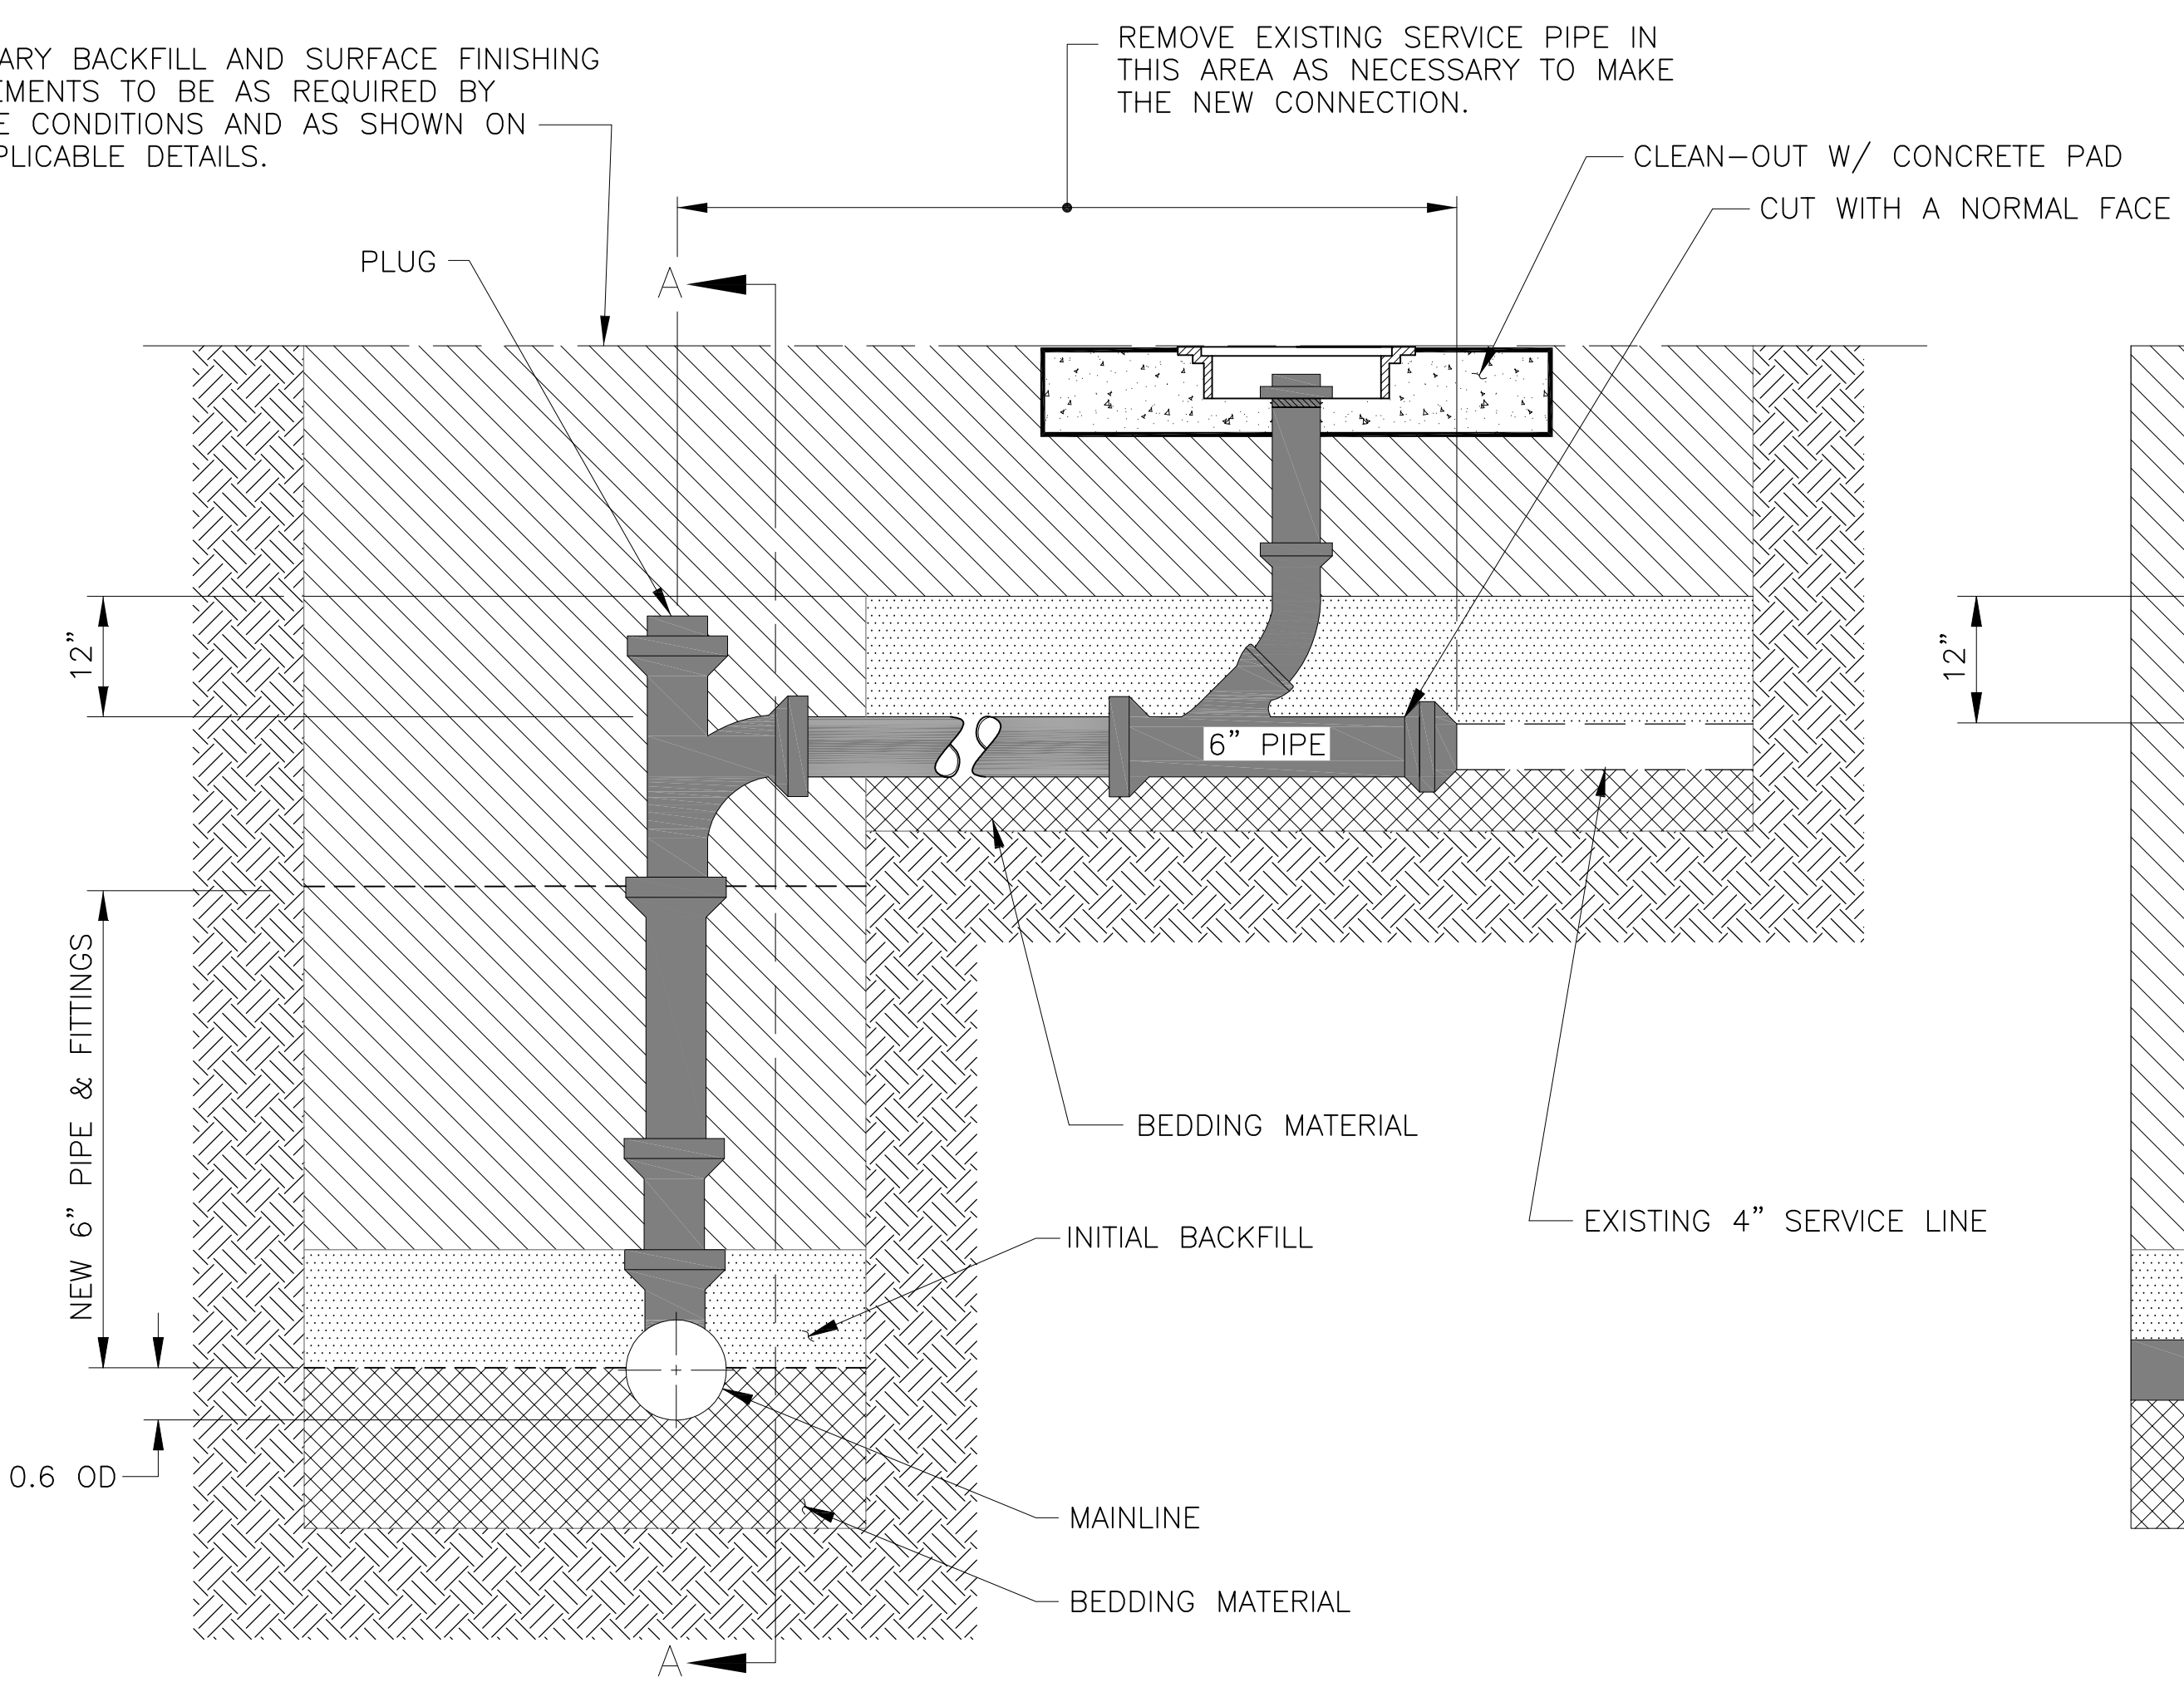 BACKFILL AND SURFACE FINISHING
TO BE AS REQUIRED BY
CONDITIONS AND AS SHOWN ON
DETAILS.
REMOVE EXISTING SERVICE PIPE IN
THIS AREA AS NECESSARY TO MAKE
THE NEW CONNECTION.
CLEAN-OUT W/ CONCRETE PAD
CUT WITH A NORMAL FACE
PLUG
A
12”
12”
6” PIPE
NEW 6” PIPE & FITTINGS
BEDDING MATERIAL
EXISTING 4” SERVICE LINE
INITIAL BACKFILL
0.6 OD
MAINLINE
BEDDING MATERIAL
A